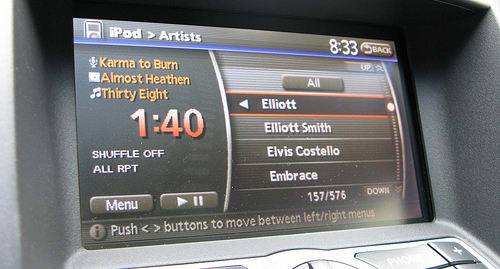 iPod > Artists
8:33 BACK
Karma to Burn
Almost Heathen
Thirty Eight
1:40
SHUFFLE OFF
ALL RPT
Menu
UP
All
Elliott
Elliott Smith
Elvis Costello
Embrace
157/576 DOWN
Push < > buttons to move between left/right menus
PHONE
+